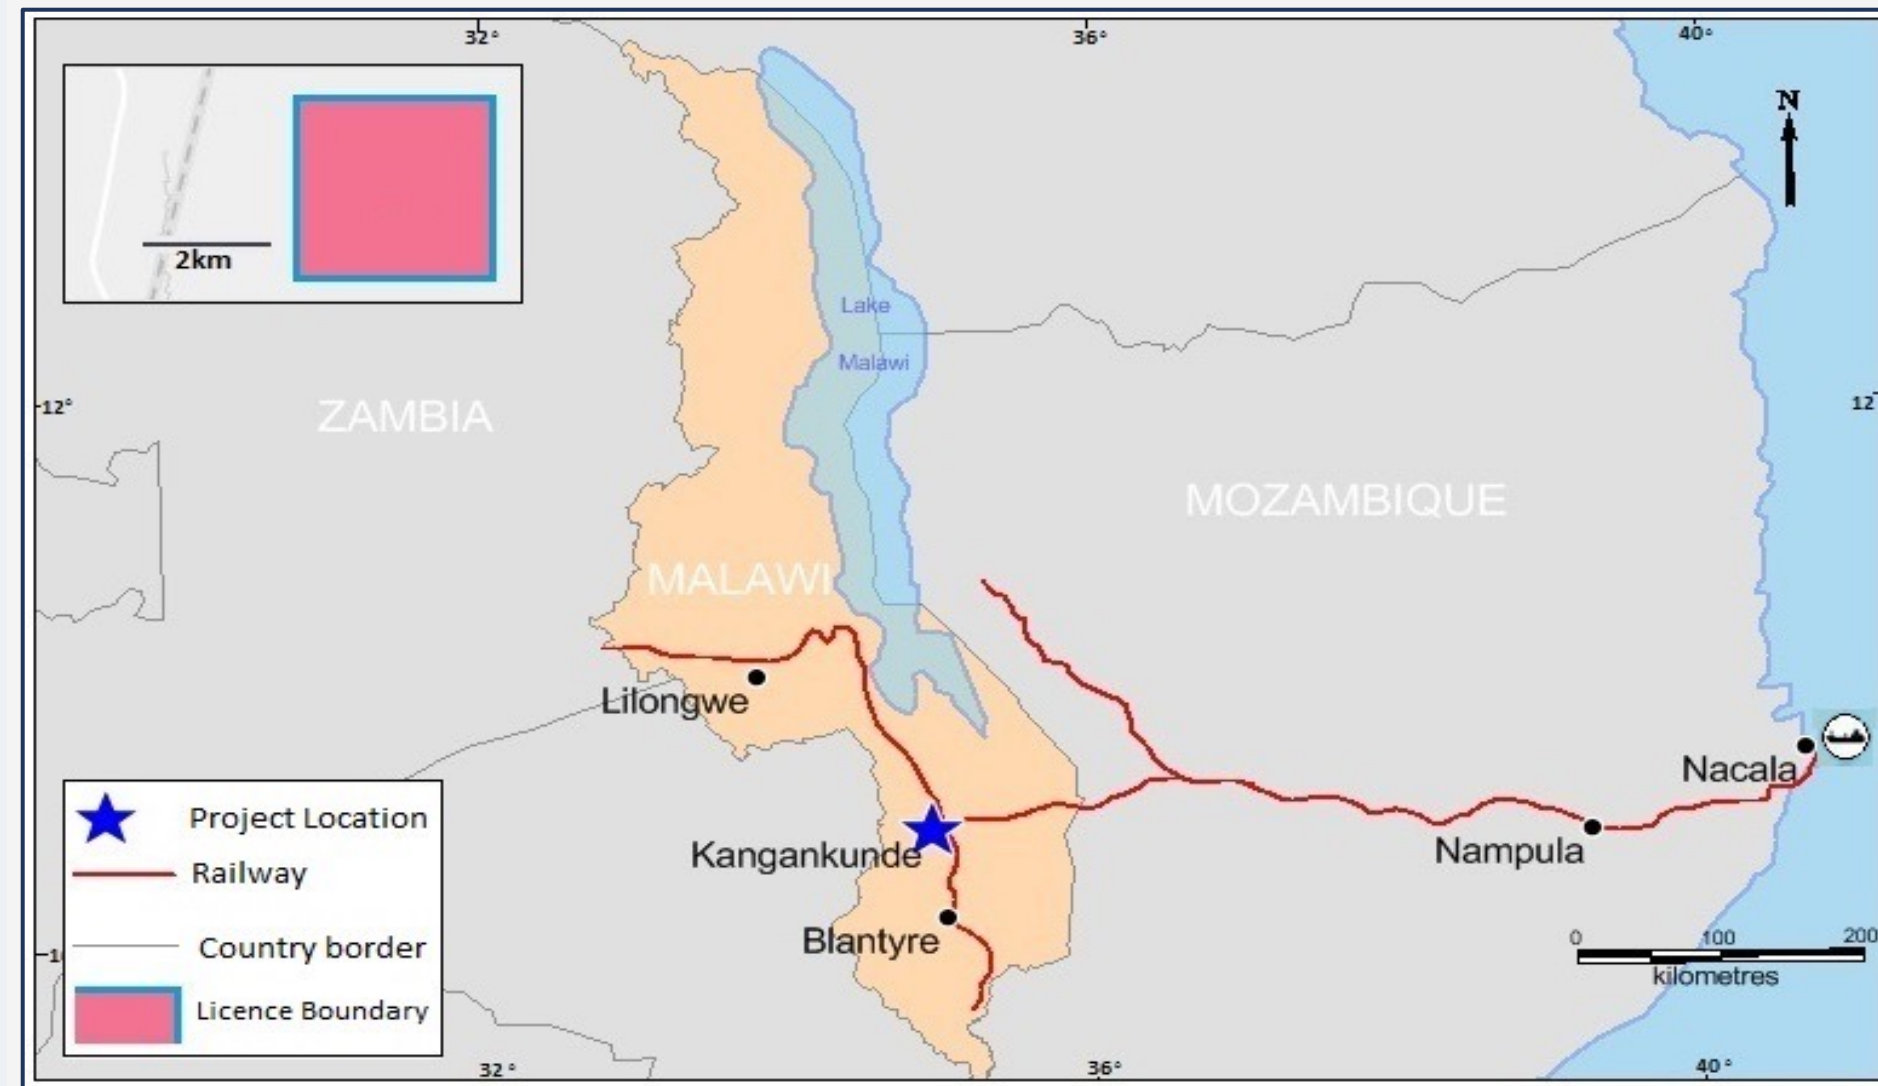 32°
36°
40°
N
2km
Lake
Malawi
12°
12
ZAMBIA
MOZAMBIQUE
MALAWI
Lilongwe
Nacala
Project Location
Kangankunde
Nampula
Railway
Blantyre
Country border
0 100 200
kilometres
Licence Boundary
32°
36°
40°